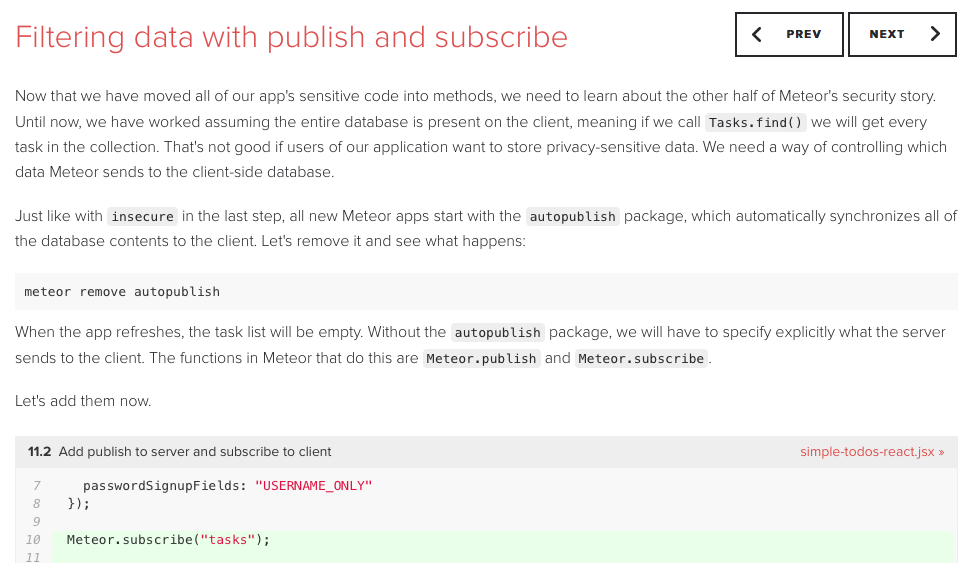 Filtering data with publish and subscribe
PREV
NEXT
Now that we have moved all of our app's sensitive code into methods, we need to learn about the other half of Meteor's security story.
Until now, we have worked assuming the entire database is present on the client, meaning if we call Tasks.find() we will get every
task in the collection. That's not good if users of our application want to store privacy-sensitive data. We need a way of controlling which
data Meteor sends to the client-side database.
Just like with insecure in the last step, all new Meteor apps start with the autopublish package, which automatically synchronizes all of
the database contents to the client. Let's remove it and see what happens:
meteor remove autopublish
When the app refreshes, the task list will be empty. Without the autopublish package, we will have to specify explicitly what the server
sends to the client. The functions in Meteor that do this are Meteor.publish and Meteor.subscribe.
Let's add them now.
11.2 Add publish to server and subscribe to client
simple-todos-react.jsx »
7 passwordSignupFields: "USERNAME_ONLY"
8 });
9
10 Meteor.subscribe("tasks");
11